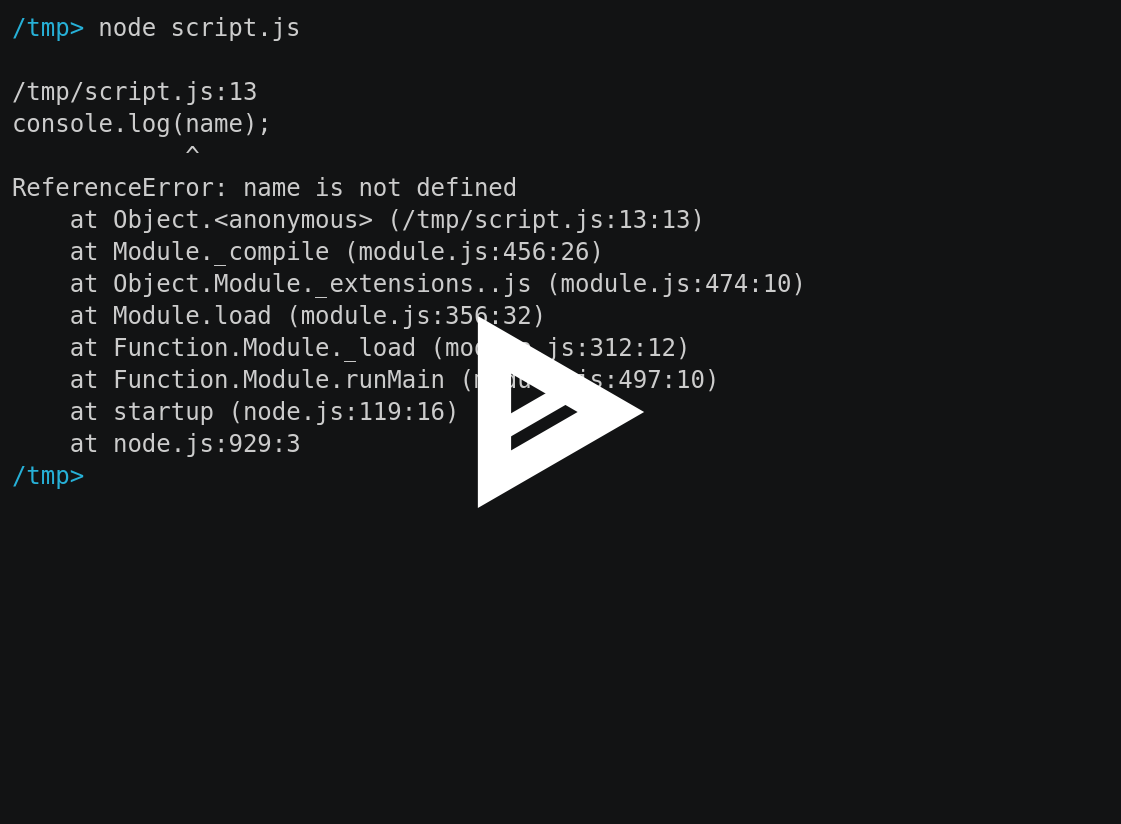 /tmp> node script.js
/tmp/script.js:13
console.log(name);
^
ReferenceError: name is not defined
at Object.<anonymous> (/tmp/script.js:13:13)
at Module._compile (module.js:456:26)
at Object.Module._extensions..js (module.js:474:10)
at Module.load (module.js:356:32)
at Function.Module._load (module.js:312:12)
at Function.Module.runMain (module.js:497:10)
at startup (node.js:119:16)
at node.js:929:3
/tmp>